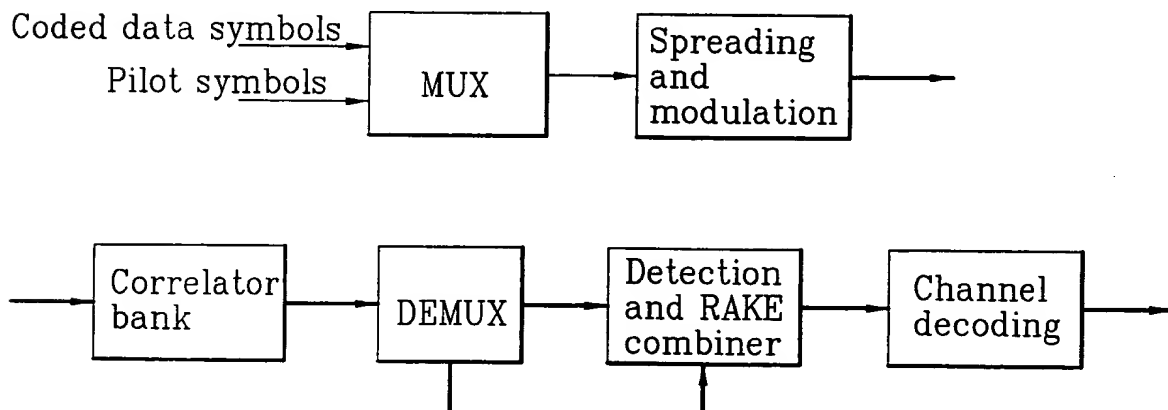 Coded data symbols
Pilot symbols
MUX
Spreading
and
modulation
Correlator
bank
DEMUX
Detection
and RAKE
combiner
Channel
decoding